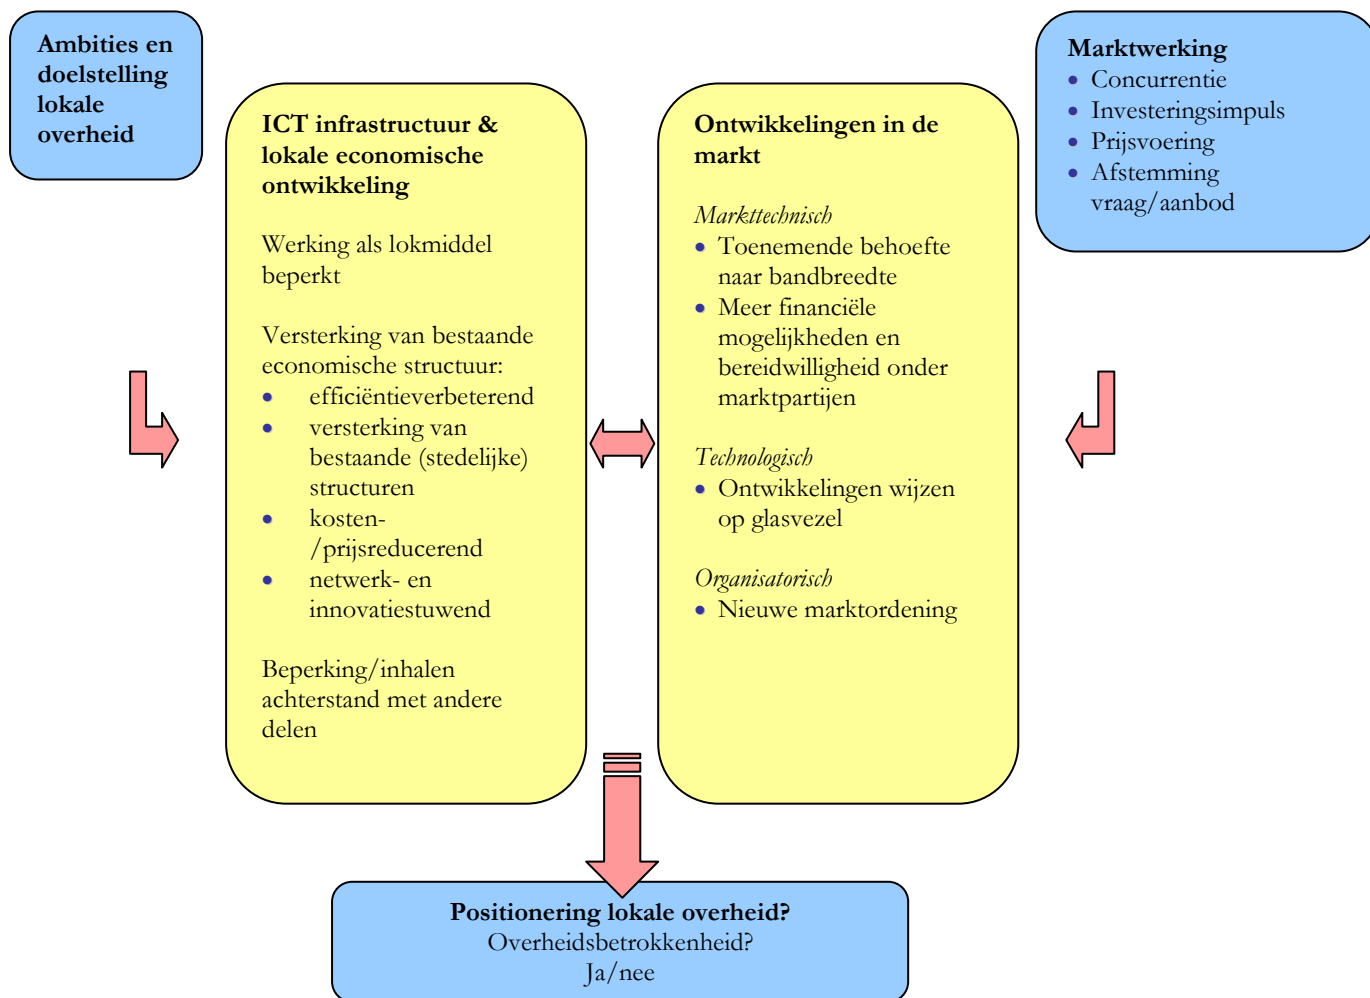 Ambities en
doelstelling
lokale
overheid
ICT infrastructuur &
lokale economische
ontwikkeling
Werking als lokmiddel
beperkt
Versterking van bestaande
economische structuur:
• efficiëntieverbeterend
• versterking van
bestaande (stedelijke)
structuren
• kosten-
/prijsreducerend
• netwerk- en
innovatiestuwend
Beperking/inhalen
achterstand met andere
delen
Ontwikkelingen in de
markt
Markttechnisch
• Toenemende behoefte
naar bandbreedte
• Meer financiële
mogelijkheden en
bereidwilligheid onder
marktpartijen
Technologisch
• Ontwikkelingen wijzen
op glasvezel
Organisatorisch
• Nieuwe marktordening
Marktwerking
• Concurrentie
• Investeringsimpuls
• Prijsvoering
• Afstemming
vraag/aanbod
Positionering lokale overheid?
Overheidsbetrokkenheid?
Ja/nee